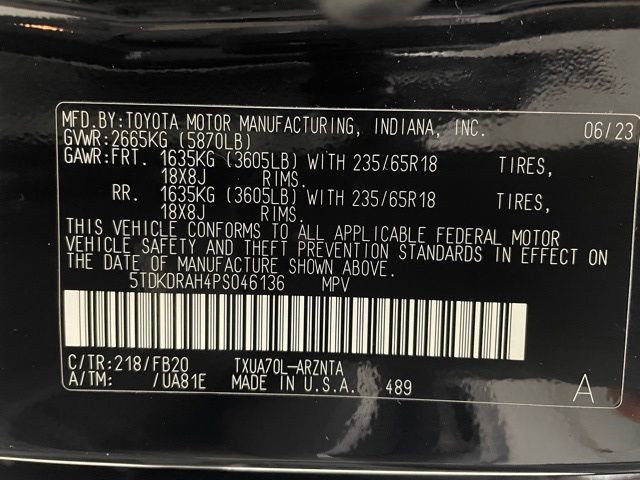 MFD.BY:TOYOTA MOTOR MANUFACTURING, INDIANA, INC. 06/23
GVWR:2665KG (5870LB)
GAWR:FRT. 1635KG (3605LB) WITH 235/65R18 TIRES,
18X8J RIMS.
RR. 1635KG (3605LB) WITH 235/65R18 TIRES,
18X8J RIMS.
THIS VEHICLE CONFORMS TO ALL APPLICABLE FEDERAL MOTOR
VEHICLE SAFETY AND THEFT PREVENTION STANDARDS IN EFFECT ON
THE DATE OF MANUFACTURE SHOWN ABOVE.
5TDKDRAH4PS046136 MPV
C/TR:218/FB20 TXUA70L-ARZNTA
A/TM: /UA81E MADE IN U.S.A. 489 A